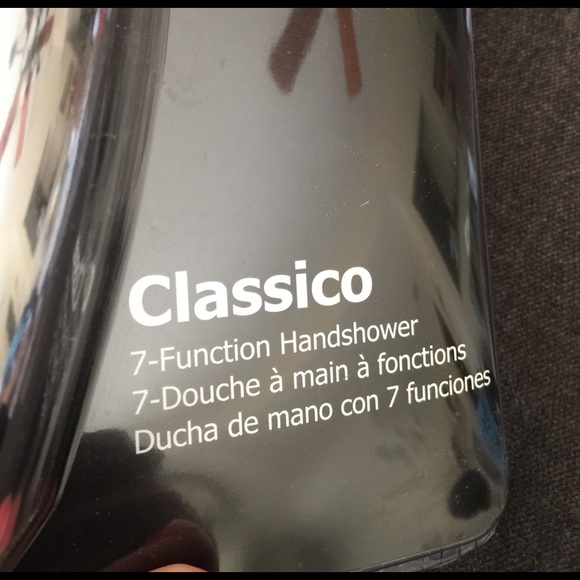 Classico
7-Function Handshower
7-Douche à main à fonctions
Ducha de mano con 7 funciones